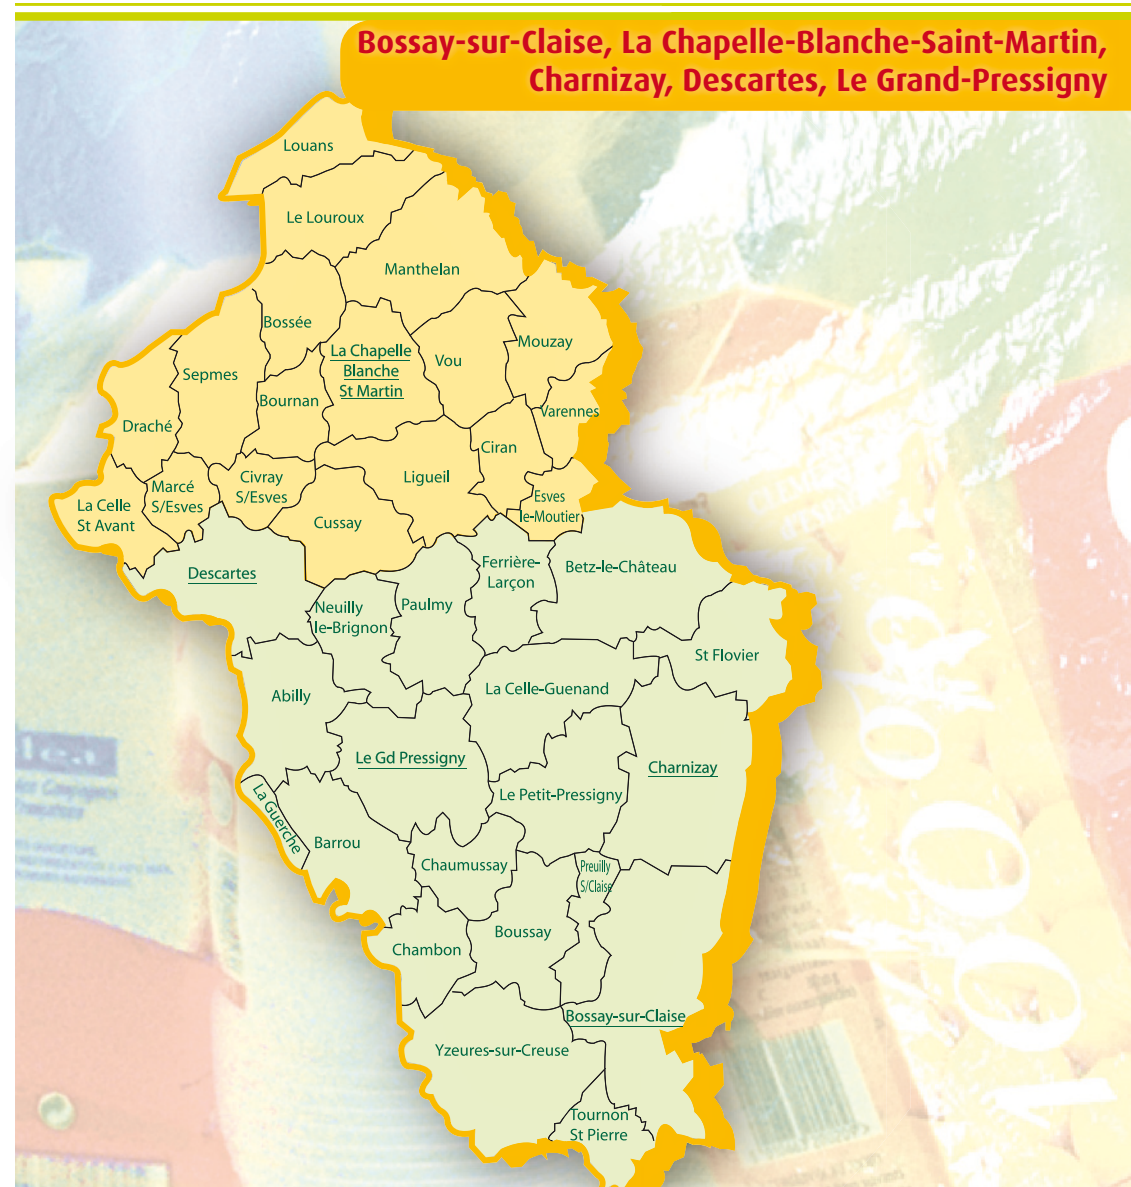 Bossay-sur-Claise, La Chapelle-Blanche-Saint-Martin,
Charnizay, Descartes, Le Grand-Pressigny
Louans
Le Louroux
Manthelan
Bossée
Mouzay
La Chapelle
Blanche
St Martin
Vou
Sepmes
Bournan
Varennes
Draché
Ciran
Ligueil
Civray
S/Esves
Marcé
S/Esves
Esves
le-Moutier
La Celle
St Avant
Cussay
Descartes
Ferrière-
Larçon
Betz-le-Château
Neuilly
le-Brignon
Paulmy
St Flovier
Abilly
La Celle-Guenand
Le Gd Pressigny
Charnizay
Le Petit-Pressigny
La Guerche
Barrou
Chaumussay
Preuilly
S/Claise
Boussay
Chambon
Bossay-sur-Claise
Yzeures-sur-Creuse
Tournon
St Pierre